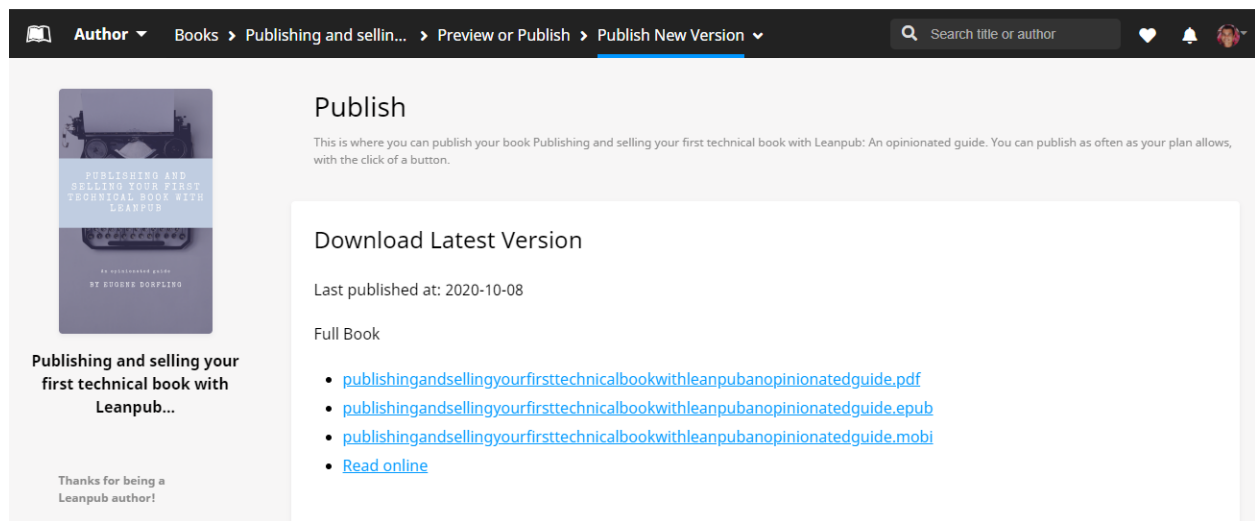 Author
Books > Publishing and sellin... > Preview or Publish > Publish New Version
Search title or author
PUBLISHING AND
SELLING YOUR FIRST
TECHNICAL BOOK WITH
LEANPUB
An opinionated guide
BY EUGENE DORFLING
Publishing and selling your
first technical book with
Leanpub...
Thanks for being a
Leanpub author!
Publish
This is where you can publish your book Publishing and selling your first technical book with Leanpub: An opinionated guide. You can publish as often as your plan allows,
with the click of a button.
Download Latest Version
Last published at: 2020-10-08
Full Book
• publishingandsellingyourfirsttechnicalbookwithleanpubanopinionatedguide.pdf
• publishingandsellingyourfirsttechnicalbookwithleanpubanopinionatedguide.epub
• publishingandsellingyourfirsttechnicalbookwithleanpubanopinionatedguide.mobi
• Read online